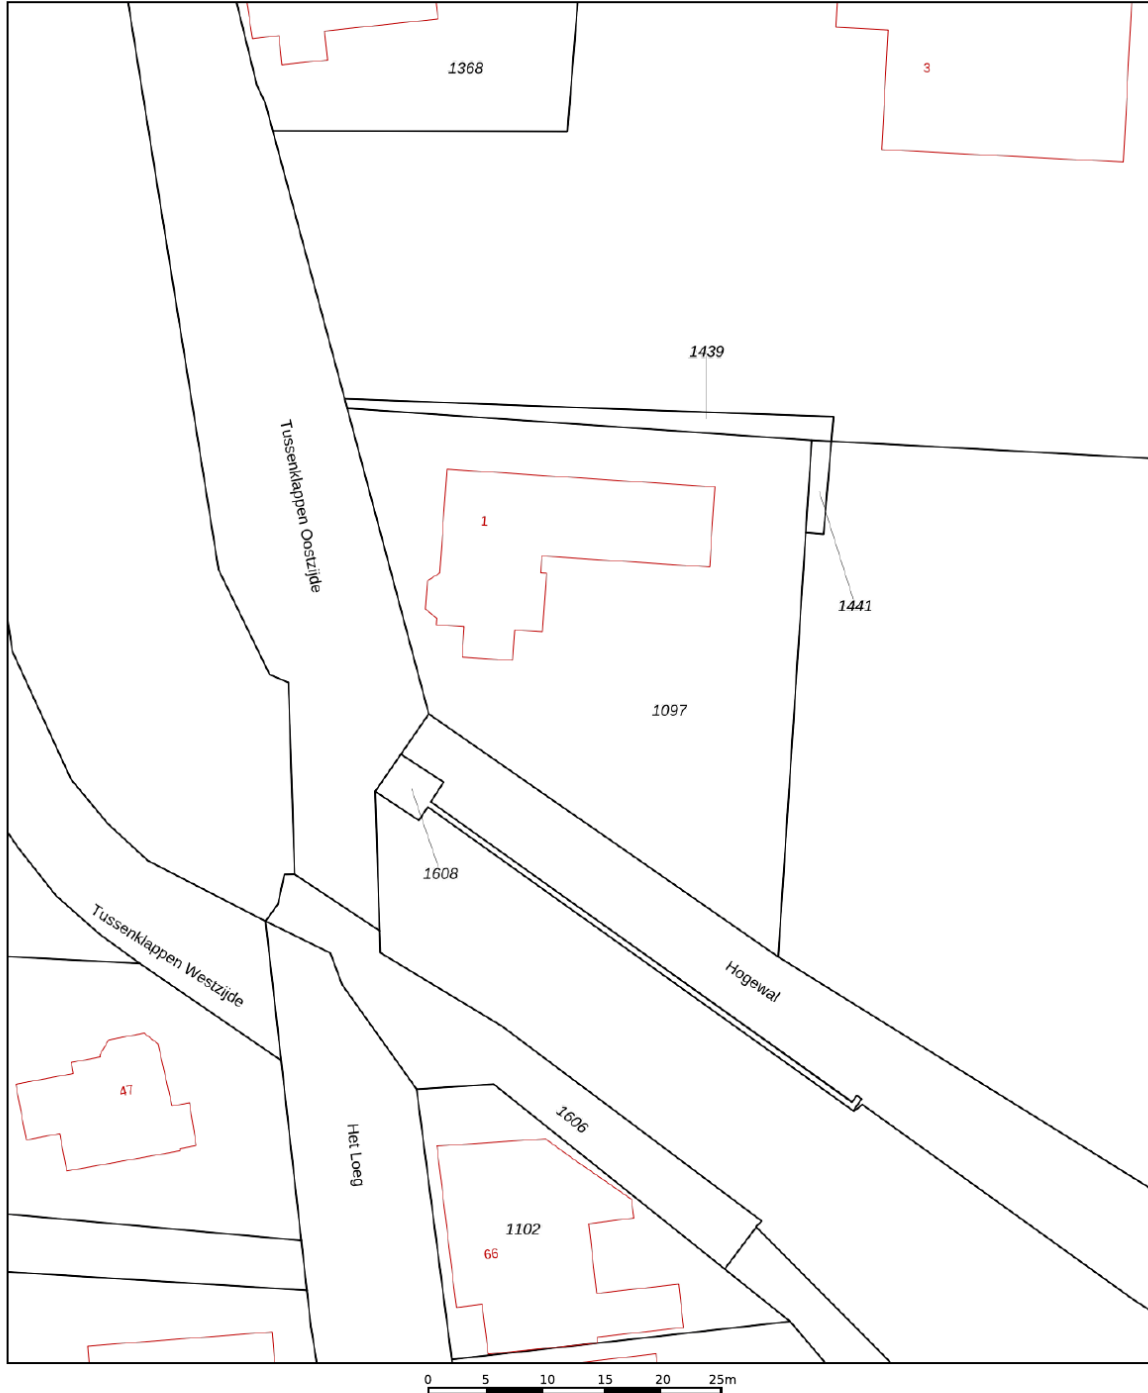 1368
3
1439
Tussenklappen Oostzijde
1
1441
1097
1608
Tussenklappen Westzijde
Hogewal
47
1606
Het Loeg
1102
66
0 5 10 15 20 25m